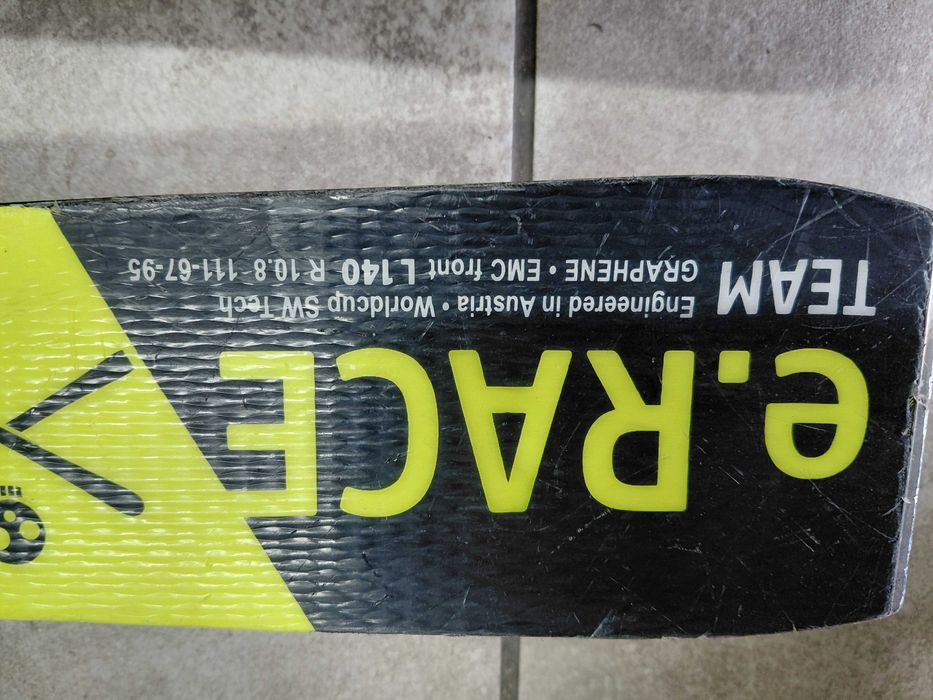 e.RACE
TEAM
Engineered in Austria • Worldcup SW Tech
GRAPHENE • EMC front L140 R 10.8 111-67-95